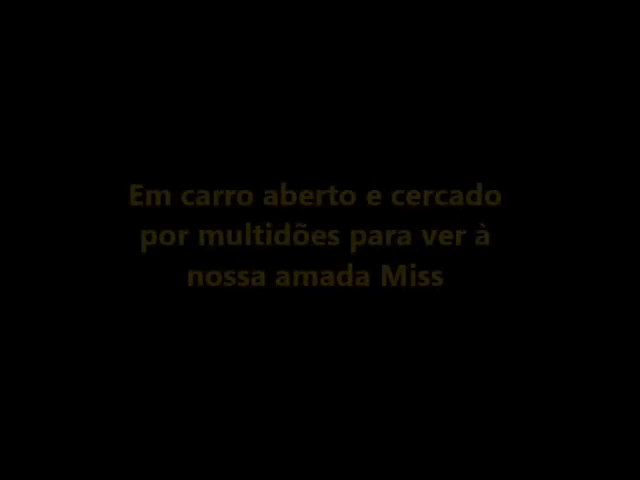 Em carro aberto e cercado
por multidões para ver à
nossa amada Miss